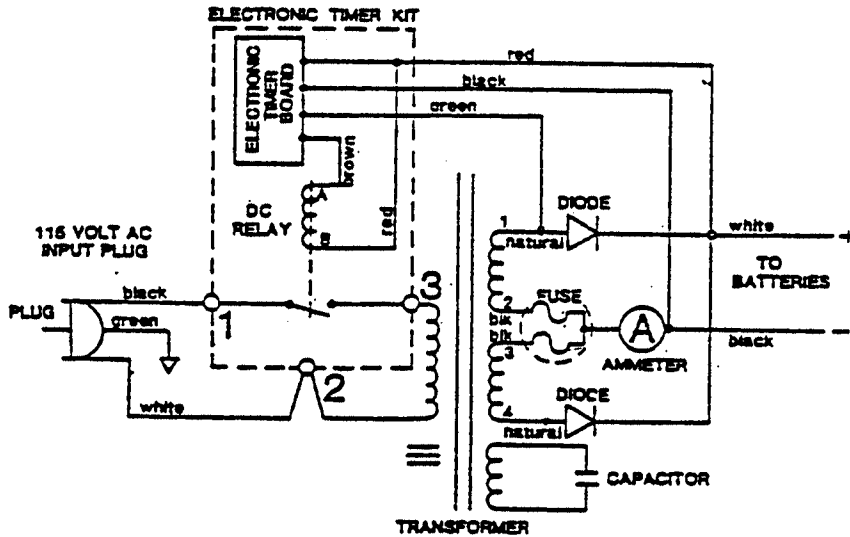 ELECTRONIC TIMER KIT
ELECTRONIC
TIMER
BOARD
red
black
green
brown
A
DC
RELAY
B
red
115 VOLT AC
INPUT PLUG
black
PLUG
green
white
1
2
3
1
natural
DIODE
white
+
TO
BATTERIES
2
blk
FUSE
blk
3
A
AMMETER
black
DIODE
4
natural
CAPACITOR
TRANSFORMER